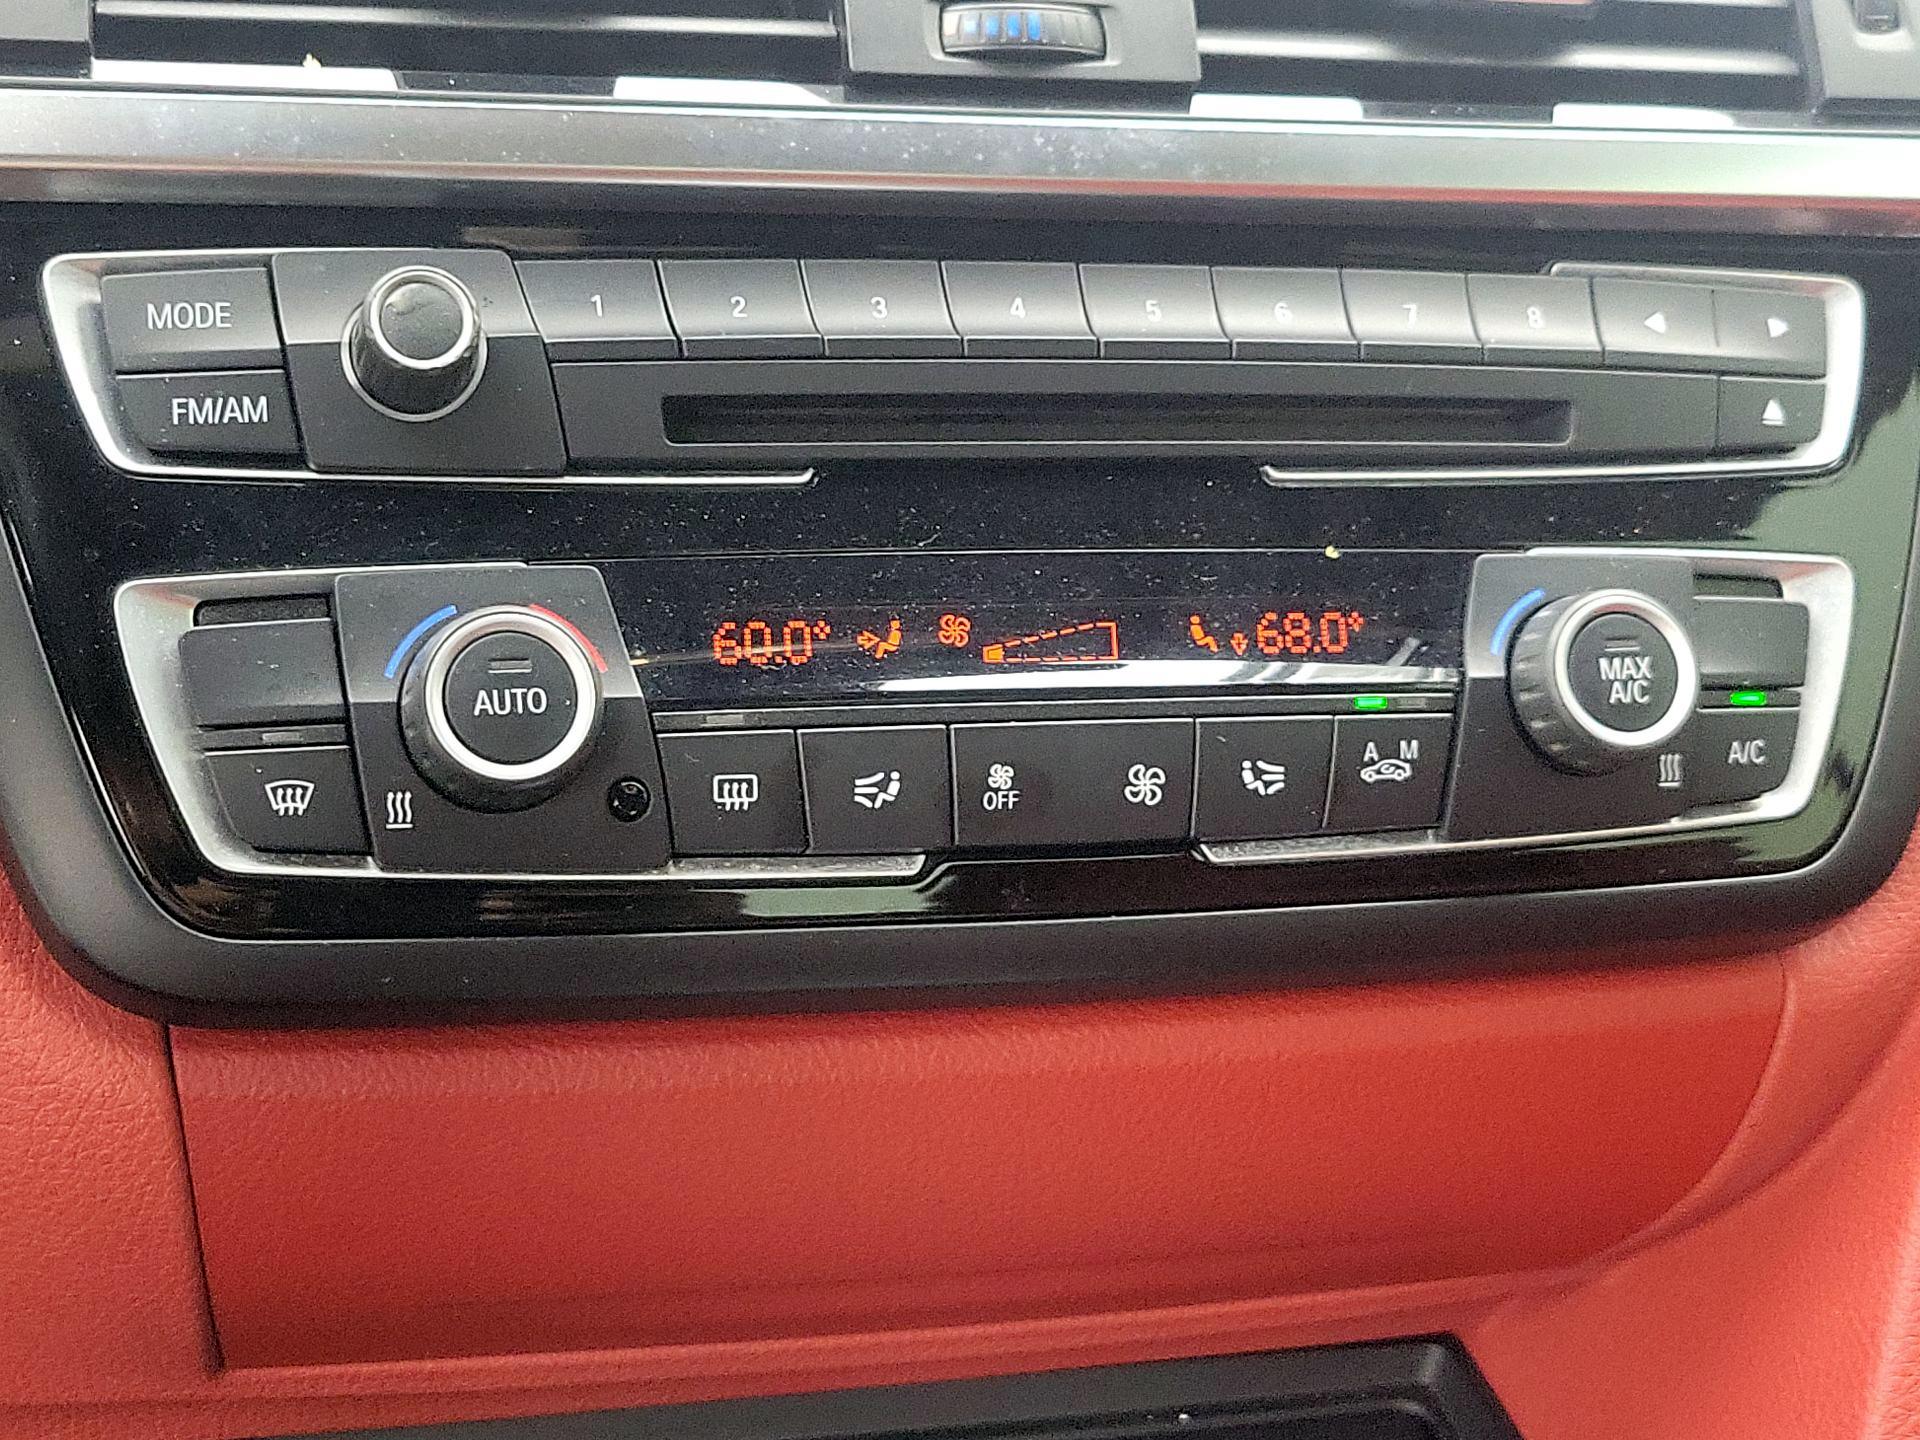 MODE
1 2 3 4 5 6 7 8
FM/AM
60.0°
68.0°
AUTO
MAX
A/C
OFF
A M
A/C